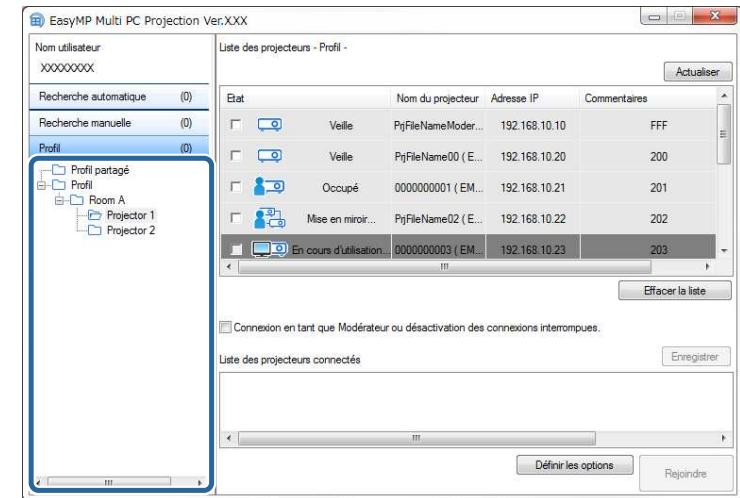 EasyMP Multi PC Projection Ver.XXX
Nom utilisateur
XXXXXXXX
Recherche automatique (0)
Recherche manuelle (0)
Profil (0)
Profil partagé
Profil
Room A
Projector 1
Projector 2
Liste des projecteurs - Profil -
Actualiser
Etat Nom du projecteur Adresse IP Commentaires
Veille PrjFileNameModer... 192.168.10.10 FFF
Veille PrjFileName00 ( E... 192.168.10.20 200
Occupé 0000000001 ( EM... 192.168.10.21 201
Mise en miroir... PrjFileName02 ( E... 192.168.10.22 202
En cours d'utilisation... 0000000003 ( EM... 192.168.10.23 203
Effacer la liste
Connexion en tant que Modérateur ou désactivation des connexions interrompues.
Liste des projecteurs connectés
Enregistrer
Définir les options
Rejoindre